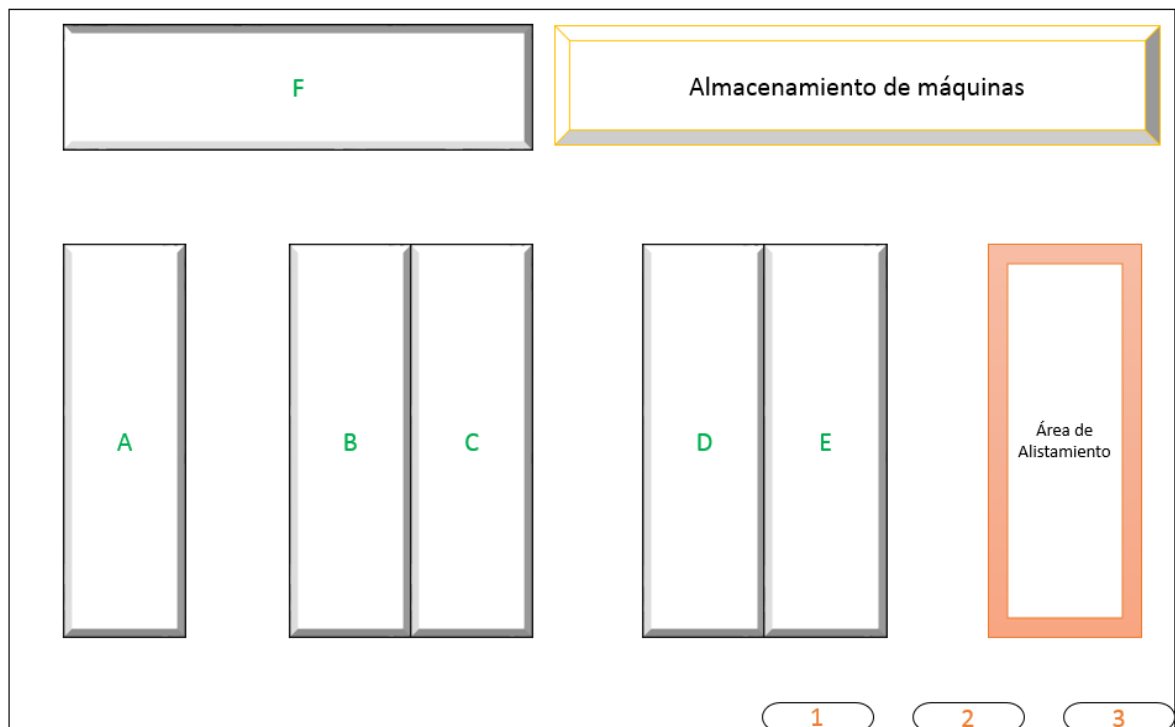 F
Almacenamiento de máquinas
A
B
C
D
E
Área de
Alistamiento
1
2
3